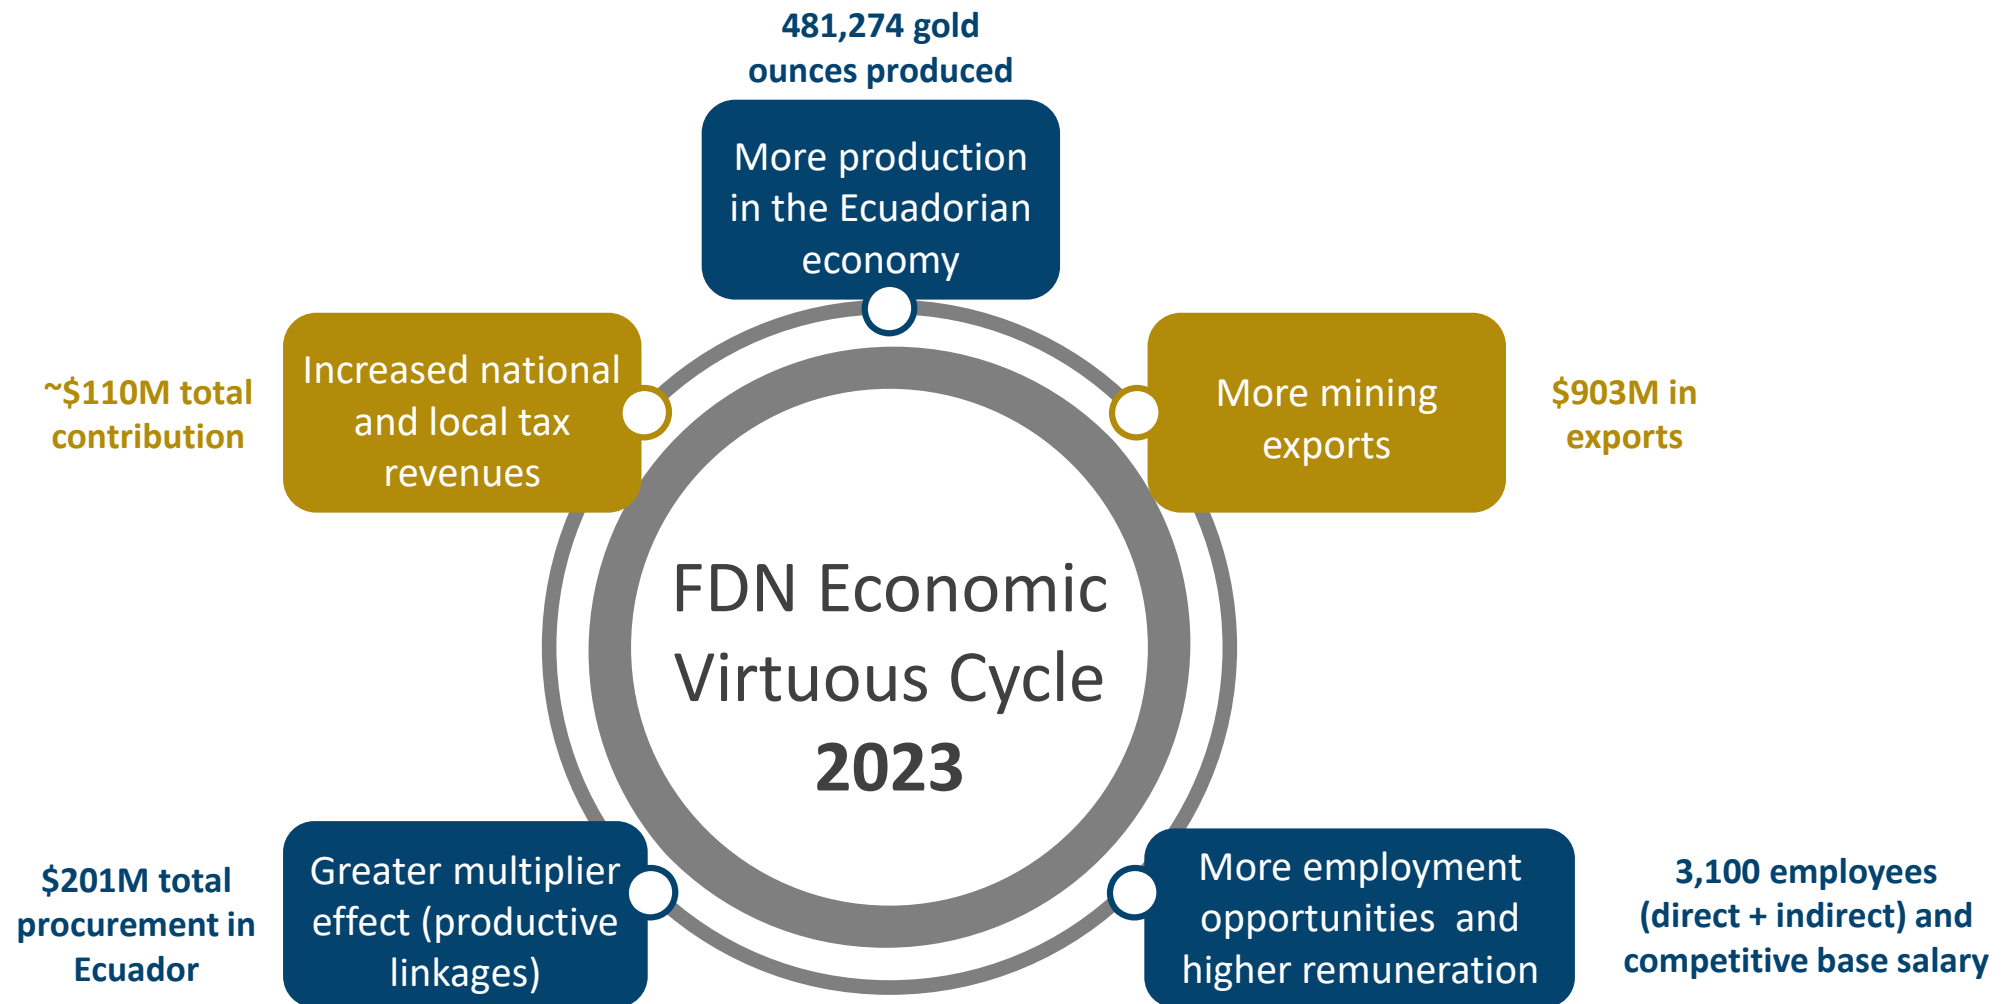 481,274 gold
ounces produced
More production
in the Ecuadorian
economy
~$110M total
contribution
Increased national
and local tax
revenues
More mining
exports
$903M in
exports
FDN Economic
Virtuous Cycle
2023
$201M total
procurement in
Ecuador
Greater multiplier
effect (productive
linkages)
More employment
opportunities and
higher remuneration
3,100 employees
(direct + indirect) and
competitive base salary